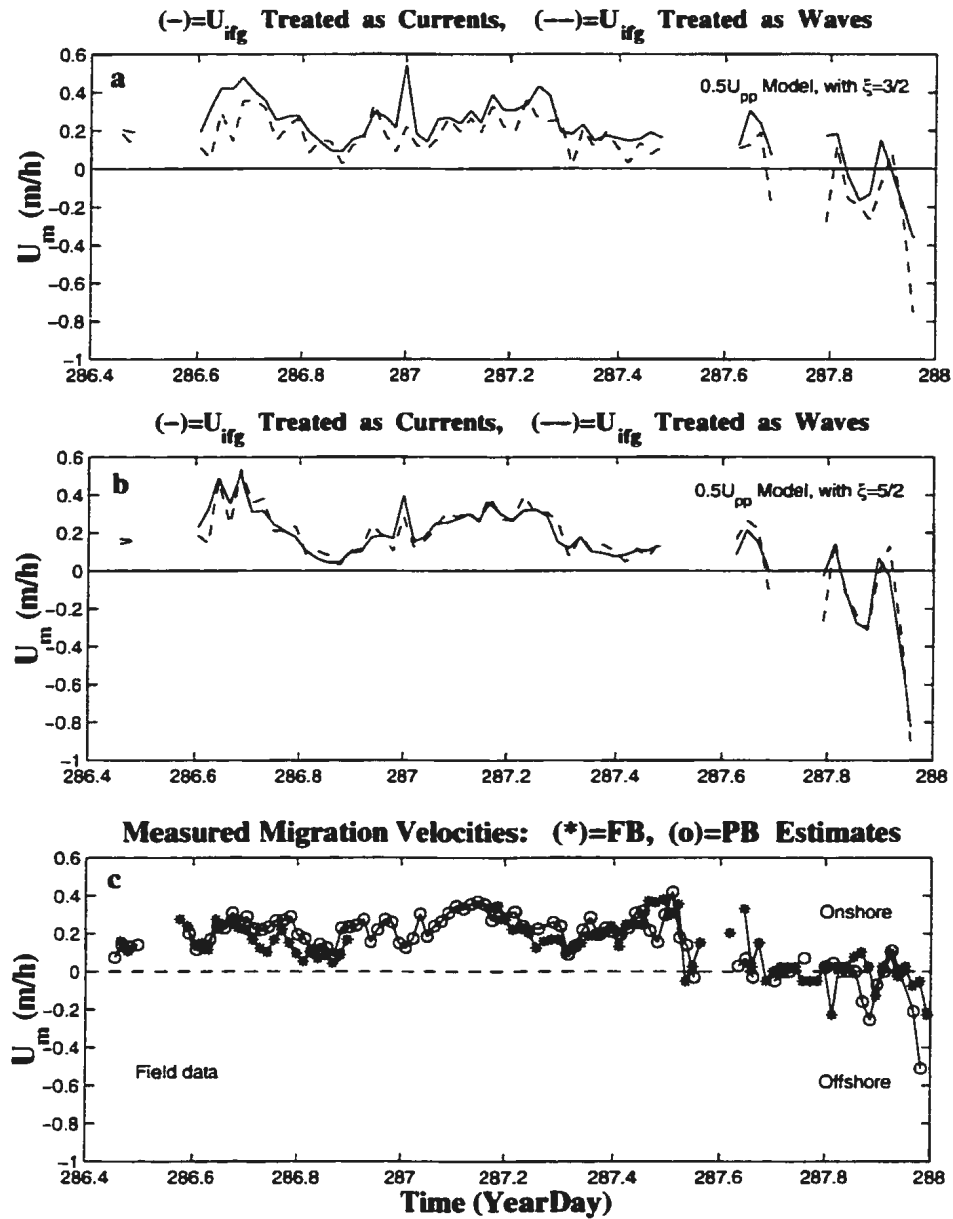 (–)=U_ifg Treated as Currents, (---)=U_ifg Treated as Waves
a
0.5U_pp Model, with ξ=3/2
U_m (m/h)
0.6
0.4
0.2
0
-0.2
-0.4
-0.6
-0.8
-1
286.4 286.6 286.8 287 287.2 287.4 287.6 287.8 288
(–)=U_ifg Treated as Currents, (---)=U_ifg Treated as Waves
b
0.5U_pp Model, with ξ=5/2
U_m (m/h)
0.6
0.4
0.2
0
-0.2
-0.4
-0.6
-0.8
-1
286.4 286.6 286.8 287 287.2 287.4 287.6 287.8 288
Measured Migration Velocities: (*)=FB, (o)=PB Estimates
c
Onshore
U_m (m/h)
0.6
0.4
0.2
0
-0.2
-0.4
-0.6
-0.8
-1
Field data
Offshore
286.4 286.6 286.8 287 287.2 287.4 287.6 287.8 288
Time (YearDay)